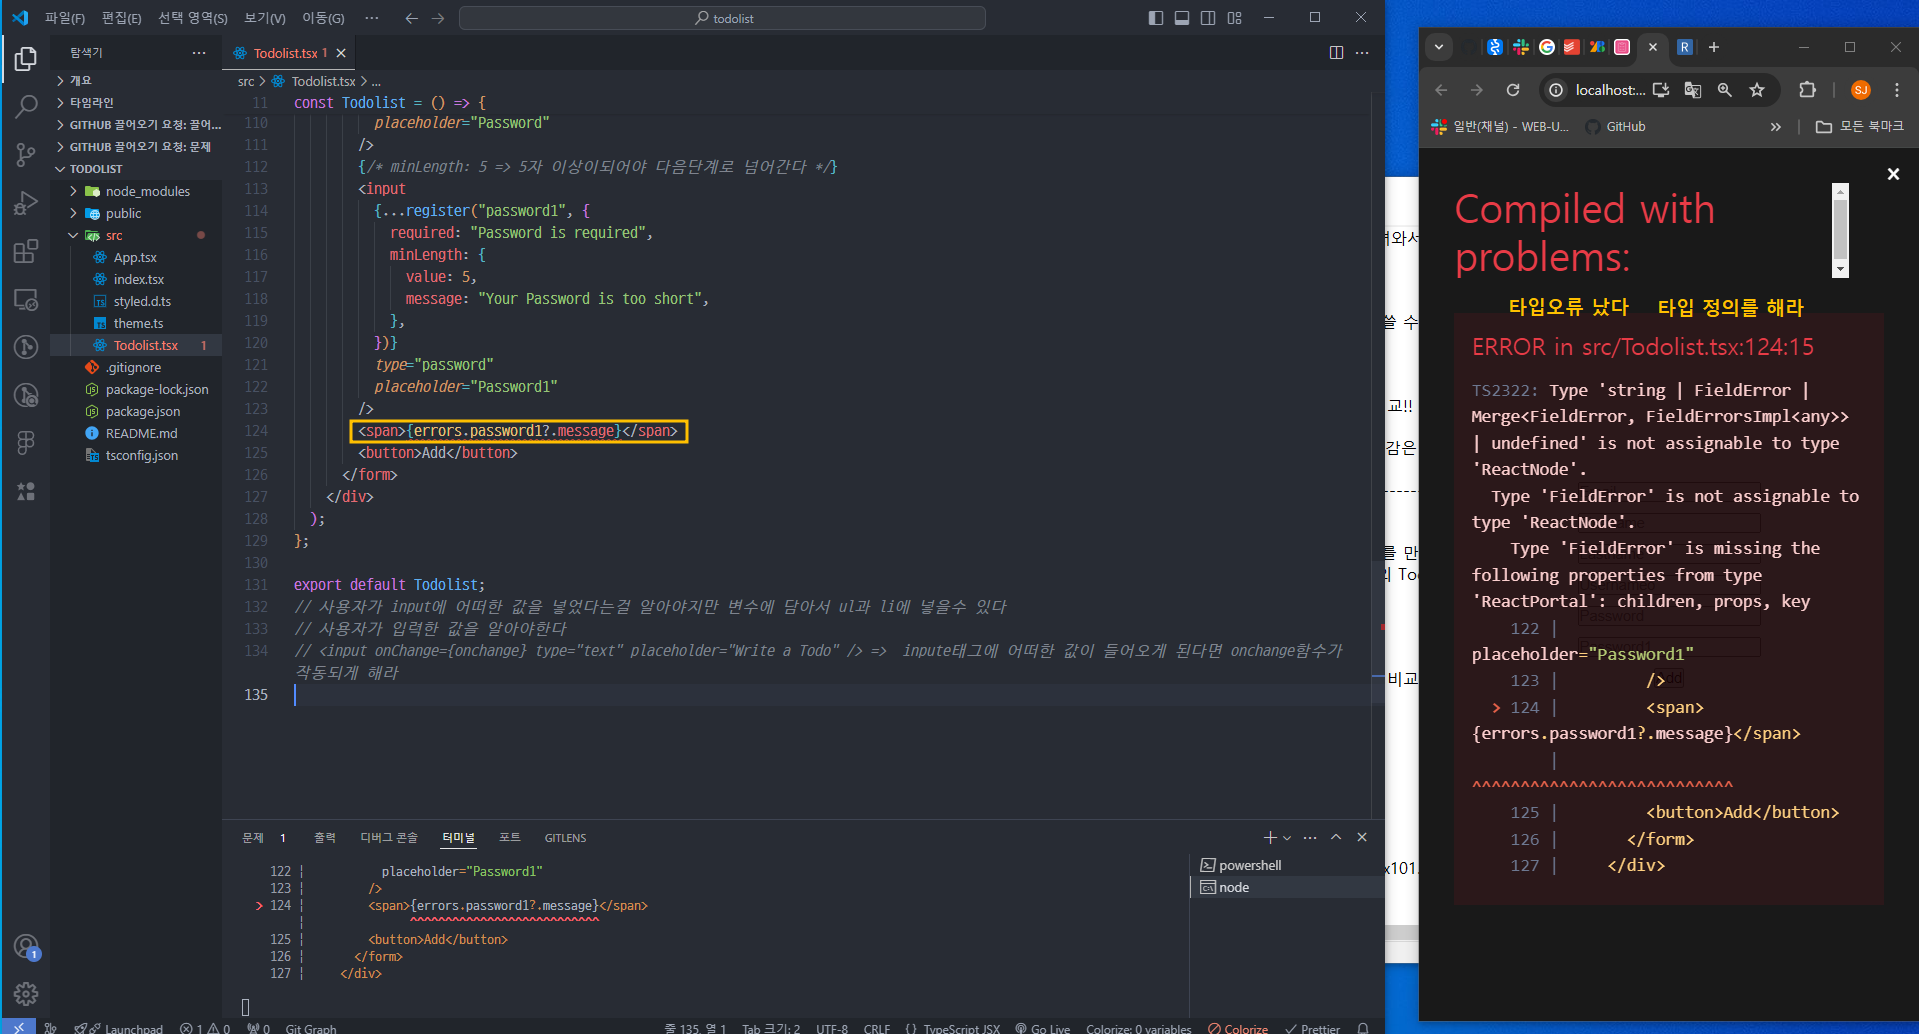 파일(F) 편집(E) 선택 영역(S) 보기(V) 이동(G) ··· todolist
탐색기 ···
개요
타임라인
GITHUB 끌어오기 요청: 끌어...
GITHUB 끌어오기 요청: 문제
TODOLIST
node_modules
public
src
App.tsx
index.tsx
styled.d.ts
theme.ts
Todolist.tsx 1
.gitignore
package-lock.json
package.json
README.md
tsconfig.json
Todolist.tsx 1
src > Todolist.tsx > ...
11 const Todolist = () => {
110 placeholder="Password"
111 />
112 {/* minLength: 5 => 5자 이상이되어야 다음단계로 넘어간다 */}
113 <input
114 {...register("password1", {
115 required: "Password is required",
116 minLength: {
117 value: 5,
118 message: "Your Password is too short",
119 },
120 })}
121 type="password"
122 placeholder="Password1"
123 />
124 <span>{errors.password1?.message}</span>
125 <button>Add</button>
126 </form>
127 </div>
128 );
129 };
130
131 export default Todolist;
132 // 사용자가 input에 어떠한 값을 넣었다는걸 알아야지만 변수에 담아서 ul과 li에 넣을수 있다
133 // 사용자가 입력한 값을 알아야한다
134 // <input onChange={onchange} type="text" placeholder="Write a Todo" /> => inpute태그에 어떠한 값이 들어오게 된다면 onchange함수가
작동되게 해라
135
문제 1 출력 디버그 콘솔 터미널 포트 GITLENS
122 ¦ placeholder="Password1"
123 ¦ />
> 124 ¦ <span>{errors.password1?.message}</span>
¦ ^^^^^^^^^^^^^^^^^^^^^^^^^^^
125 ¦ <button>Add</button>
126 ¦ </form>
127 ¦ </div>
powershell
node
1
Launchpad 1 0 0 Git Graph 줄 135, 열 1 Tab 크기: 2 UTF-8 CRLF {} TypeScript JSX Go Live Colorize: 0 variables Colorize Prettier
쓸 수
교!!
감은
를 만
비교
x101.
R
localhost:... SJ
일반(채널) - WEB-U... GitHub » 모든 북마크
Compiled with
problems:
타입오류 났다 타입 정의를 해라
ERROR in src/Todolist.tsx:124:15
TS2322: Type 'string | FieldError |
Merge<FieldError, FieldErrorsImpl<any>>
| undefined' is not assignable to type
'ReactNode'.
Type 'FieldError' is not assignable to
type 'ReactNode'.
Type 'FieldError' is missing the
following properties from type
'ReactPortal': children, props, key
122 |
placeholder="Password1"
123 | />
> 124 | <span>
{errors.password1?.message}</span>
|
^^^^^^^^^^^^^^^^^^^^^^^^^^^
125 | <button>Add</button>
126 | </form>
127 | </div>
Password
Add